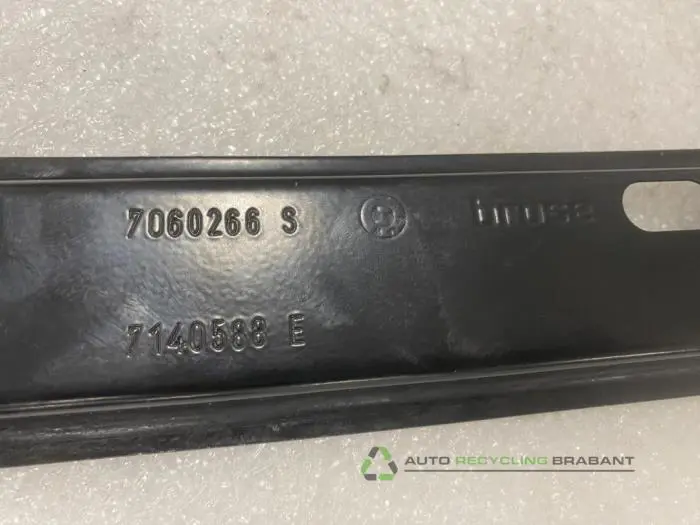 7060266 S
brose
7140588 E
AUTO RECYCLING BRABANT